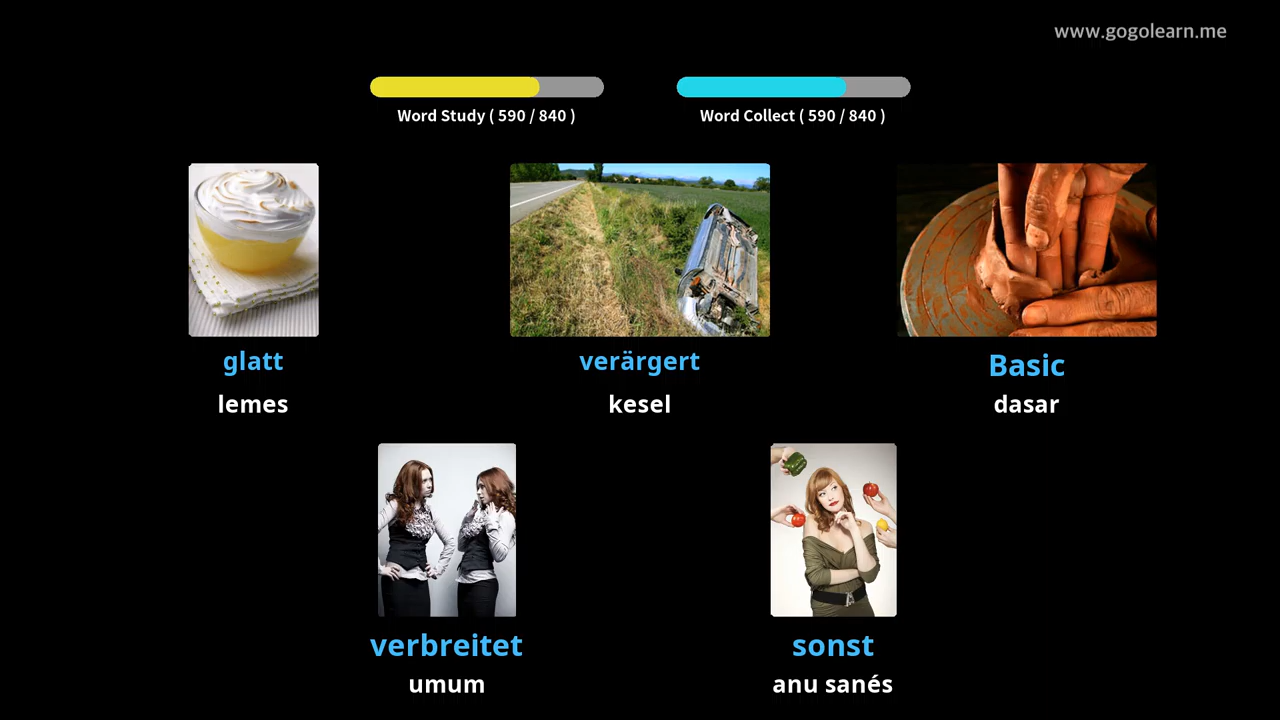 www.gogolearn.me
Word Study ( 590 / 840 )
Word Collect ( 590 / 840 )
glatt
lemes
verärgert
kesel
Basic
dasar
verbreitet
umum
sonst
anu sanés